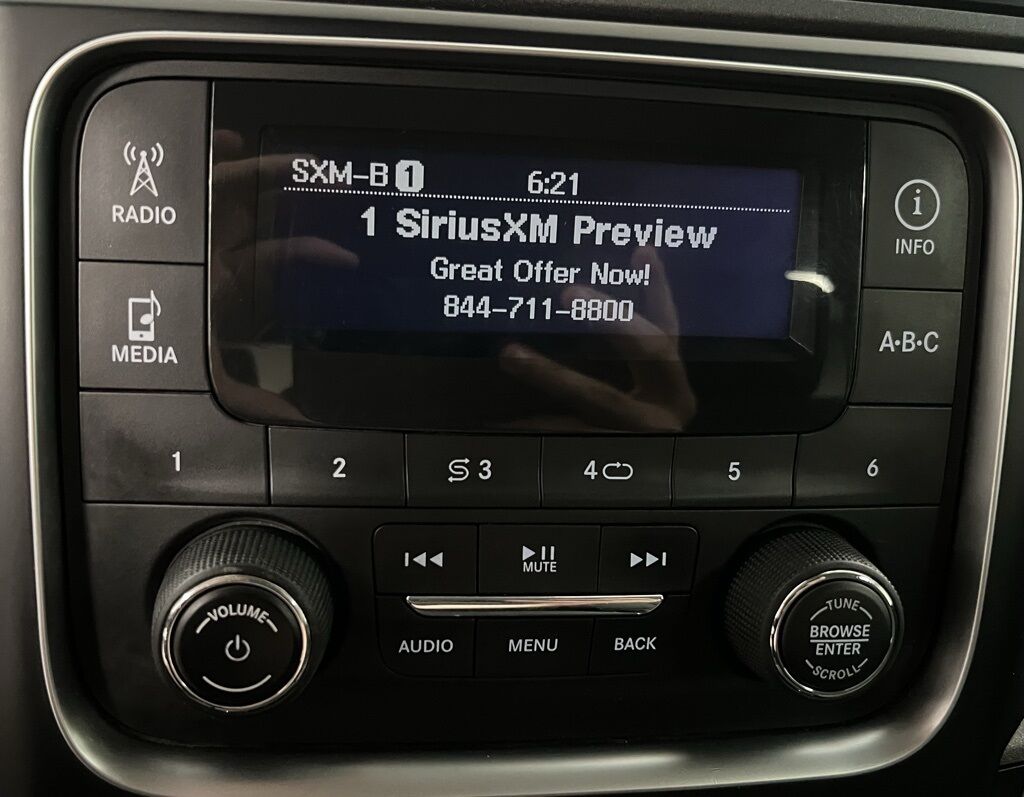 SXM-B 1 6:21
1 SiriusXM Preview
Great Offer Now!
844-711-8800
RADIO
MEDIA
i
INFO
A·B·C
1 2 3 4 5 6
MUTE
VOLUME
AUDIO MENU BACK
TUNE
BROWSE
ENTER
SCROLL